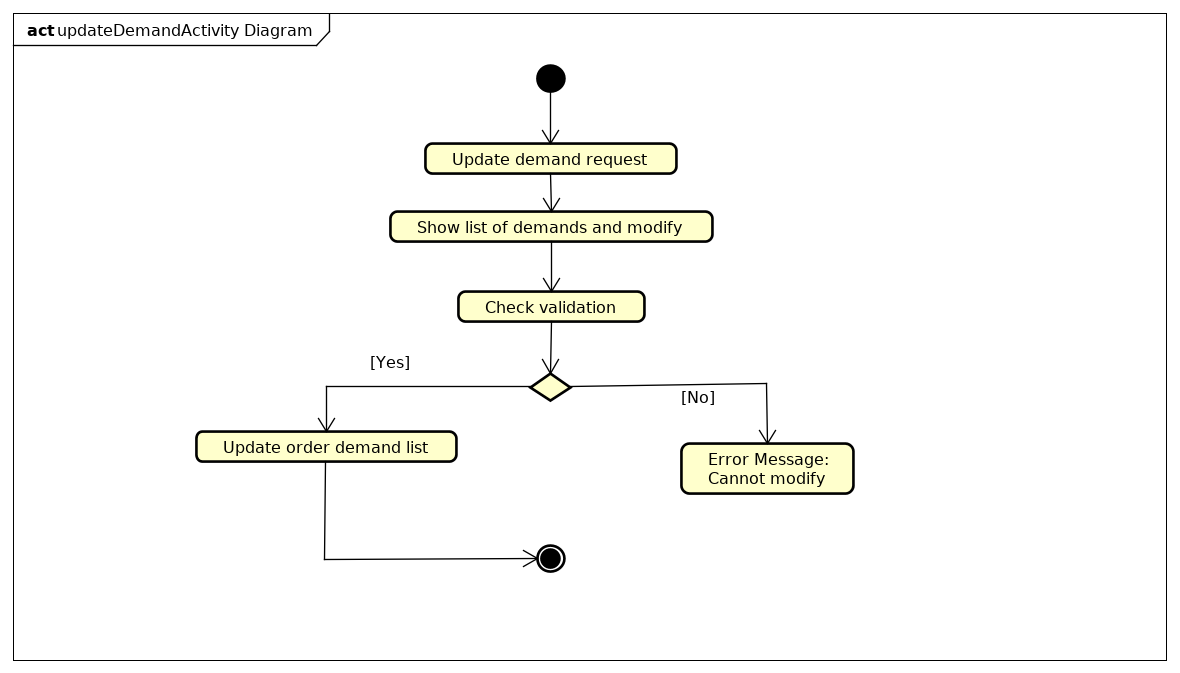 act updateDemandActivity Diagram
Update demand request
Show list of demands and modify
Check validation
[Yes]
[No]
Update order demand list
Error Message:
Cannot modify